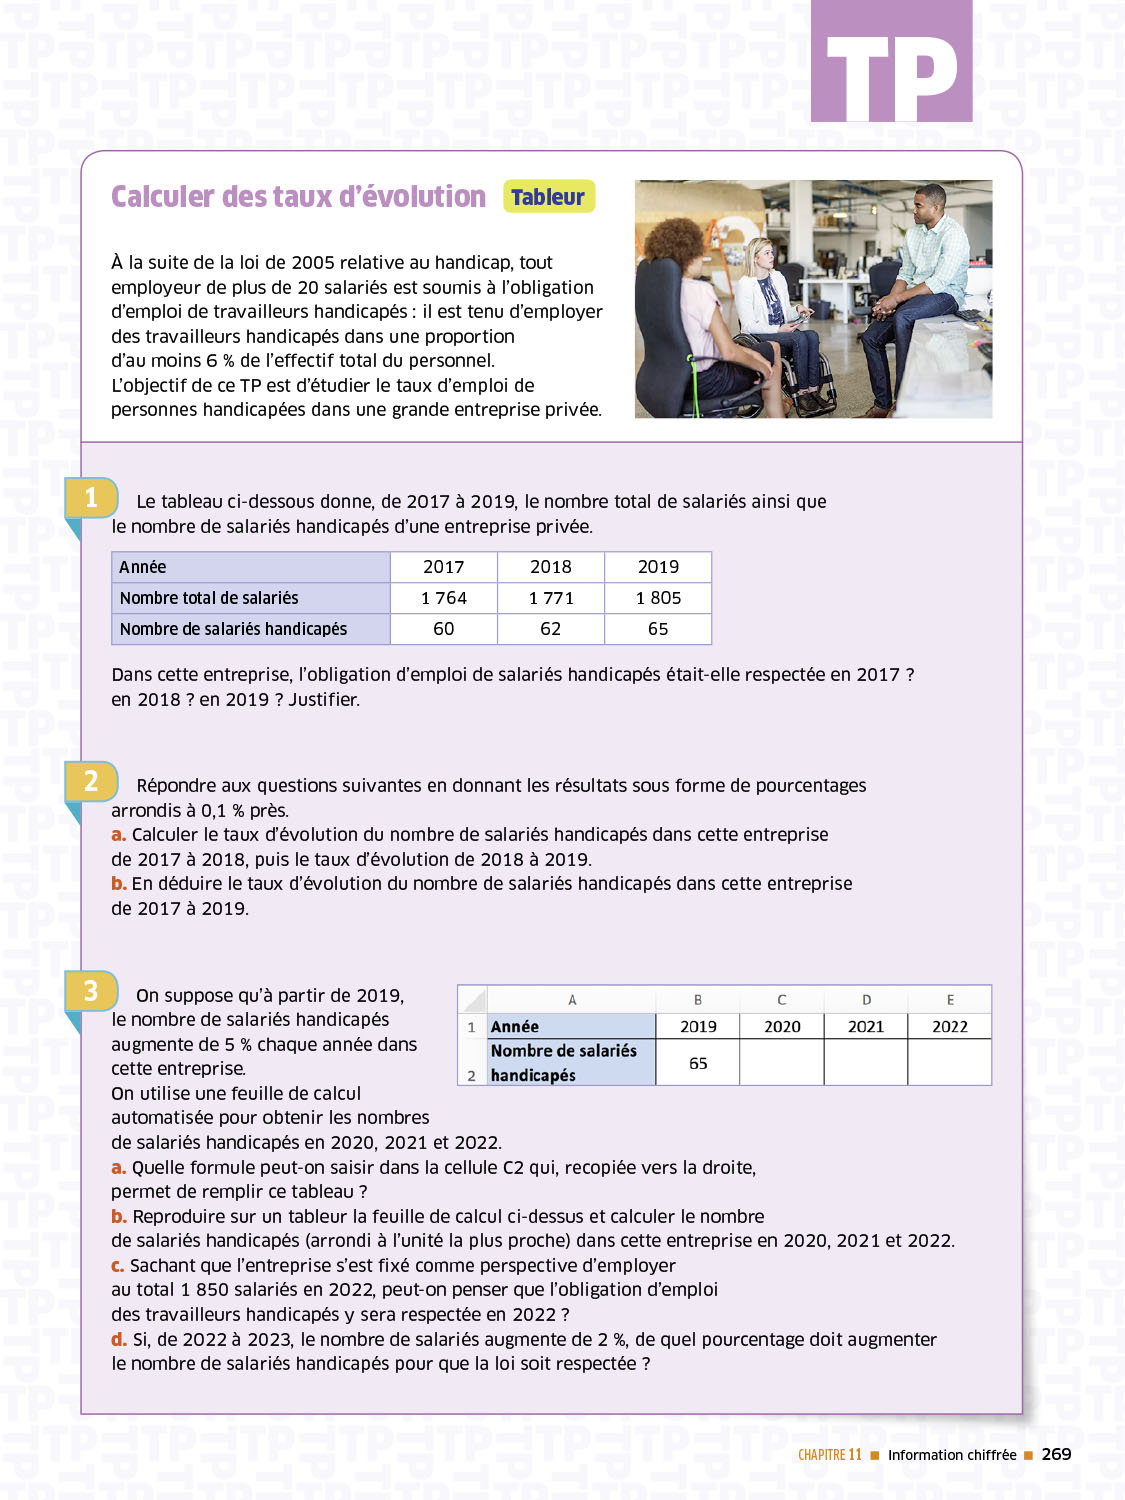 TP
Calculer des taux d'évolution Tableur
À la suite de la loi de 2005 relative au handicap, tout
employeur de plus de 20 salariés est soumis à l'obligation
d'emploi de travailleurs handicapés : il est tenu d'employer
des travailleurs handicapés dans une proportion
d'au moins 6 % de l'effectif total du personnel.
L'objectif de ce TP est d'étudier le taux d'emploi de
personnes handicapées dans une grande entreprise privée.
1 Le tableau ci-dessous donne, de 2017 à 2019, le nombre total de salariés ainsi que
le nombre de salariés handicapés d'une entreprise privée.
Année 2017 2018 2019
Nombre total de salariés 1 764 1 771 1 805
Nombre de salariés handicapés 60 62 65
Dans cette entreprise, l'obligation d'emploi de salariés handicapés était-elle respectée en 2017 ?
en 2018 ? en 2019 ? Justifier.
2 Répondre aux questions suivantes en donnant les résultats sous forme de pourcentages
arrondis à 0,1 % près.
a. Calculer le taux d'évolution du nombre de salariés handicapés dans cette entreprise
de 2017 à 2018, puis le taux d'évolution de 2018 à 2019.
b. En déduire le taux d'évolution du nombre de salariés handicapés dans cette entreprise
de 2017 à 2019.
3 On suppose qu'à partir de 2019,
le nombre de salariés handicapés
augmente de 5 % chaque année dans
cette entreprise.
On utilise une feuille de calcul
automatisée pour obtenir les nombres
de salariés handicapés en 2020, 2021 et 2022.
A B C D E
1 Année 2019 2020 2021 2022
Nombre de salariés
2 handicapés 65
a. Quelle formule peut-on saisir dans la cellule C2 qui, recopiée vers la droite,
permet de remplir ce tableau ?
b. Reproduire sur un tableur la feuille de calcul ci-dessus et calculer le nombre
de salariés handicapés (arrondi à l'unité la plus proche) dans cette entreprise en 2020, 2021 et 2022.
c. Sachant que l'entreprise s'est fixé comme perspective d'employer
au total 1 850 salariés en 2022, peut-on penser que l'obligation d'emploi
des travailleurs handicapés y sera respectée en 2022 ?
d. Si, de 2022 à 2023, le nombre de salariés augmente de 2 %, de quel pourcentage doit augmenter
le nombre de salariés handicapés pour que la loi soit respectée ?
CHAPITRE 11 ■ Information chiffrée ■ 269